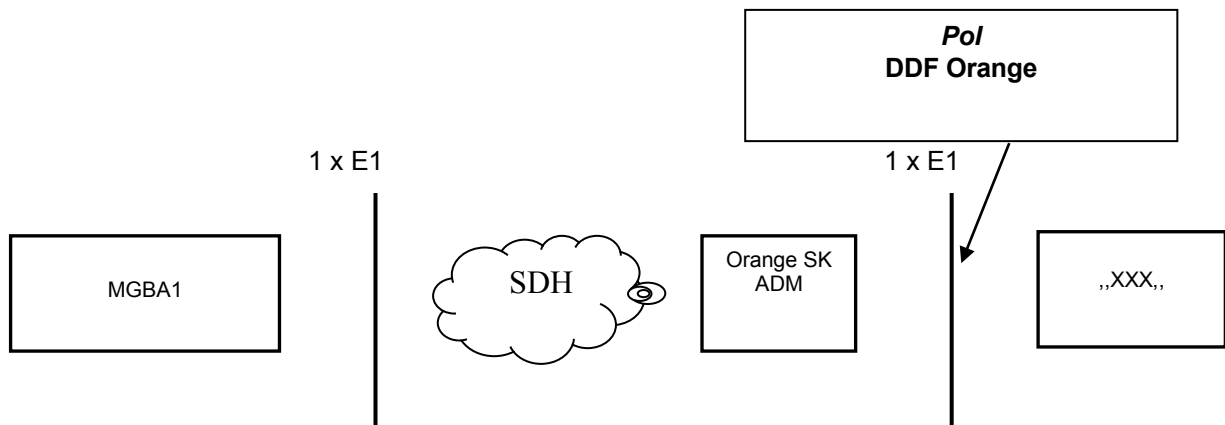 PoI
DDF Orange
1 x E1
1 x E1
MGBA1
SDH
Orange SK
ADM
,,XXX,,